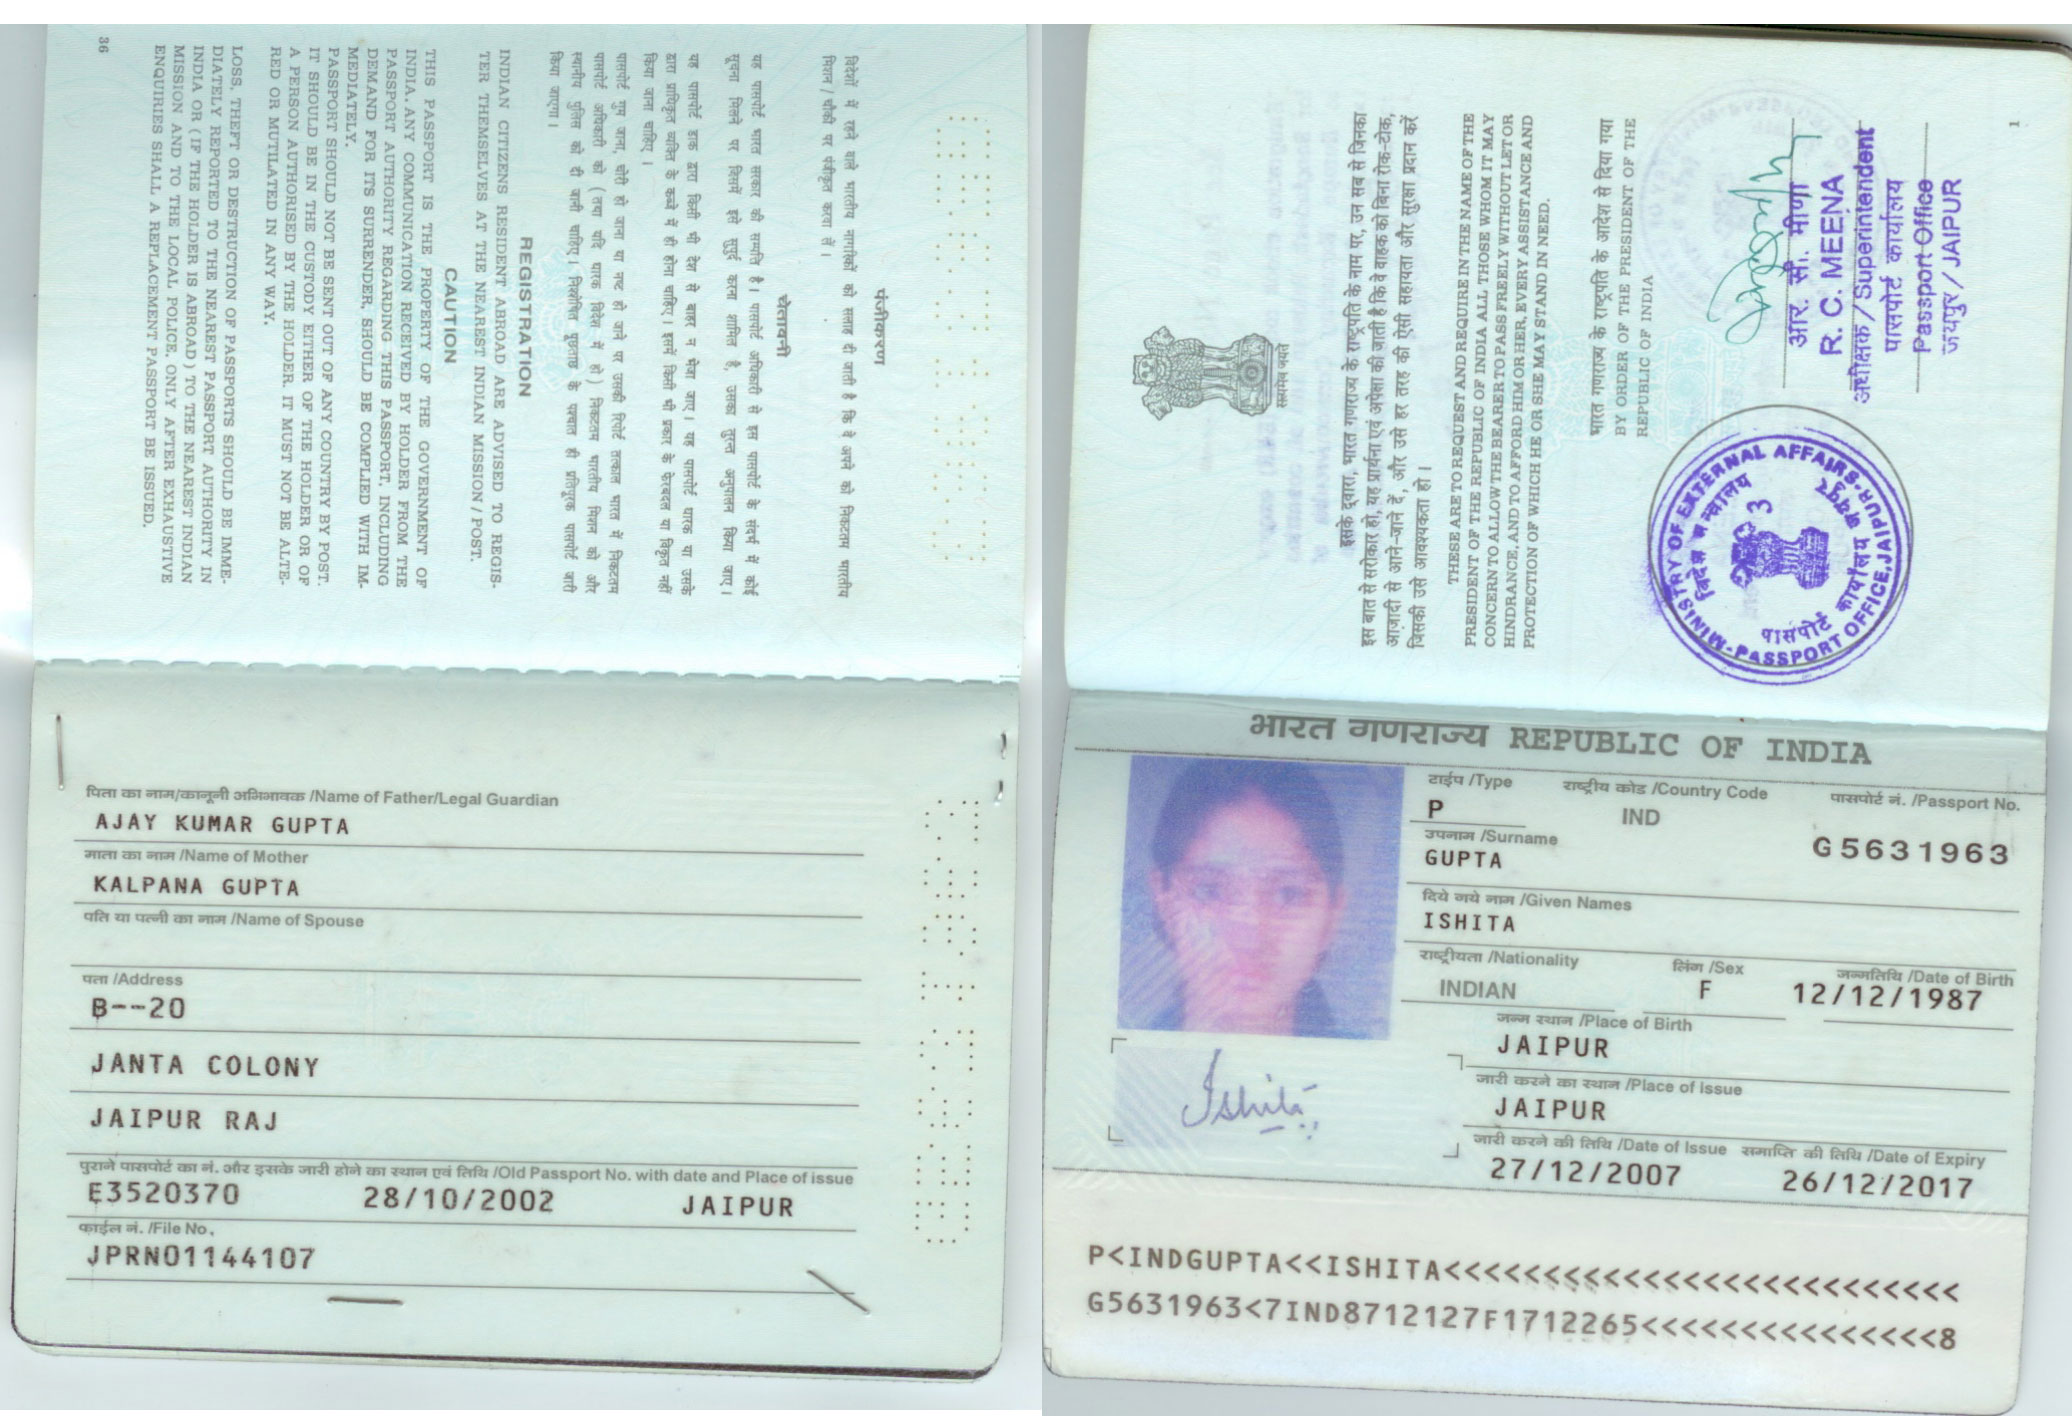 36
पंजीकरण
विदेशों में रहने वाले भारतीय नागरिकों को सलाह दी जाती है कि वे अपने को निकटतम भारतीय
मिशन / चौकी पर पंजीकृत करवा लें ।
चेतावनी
यह पासपोर्ट भारत सरकार की सम्पत्ति है। पासपोर्ट अधिकारी से इस पासपोर्ट के संदर्भ में कोई
सूचना मिलने पर जिसमें इसे सुपुर्द करना शामिल है, उसका तुरन्त अनुपालन किया जाए।
यह पासपोर्ट डाक द्वारा किसी भी देश से बाहर न भेजा जाए। यह पासपोर्ट धारक या उसके
द्वारा प्राधिकृत व्यक्ति के कब्जे में ही होना चाहिए। इसमें किसी भी प्रकार के फेरबदल या विकृत नहीं
किया जाना चाहिए ।
पासपोर्ट गुम जाना, चोरी हो जाना या नष्ट हो जाने पर उसकी रिपोर्ट तत्काल भारत में निकटतम
पासपोर्ट अधिकारी को (तथा यदि धारक विदेश में हो) निकटतम भारतीय मिशन को और
स्थानीय पुलिस को दी जानी चाहिए। पूछताछ के पश्चात ही प्रतिपूरक पासपोर्ट जारी
किया जाएगा।
REGISTRATION
INDIAN CITIZENS RESIDENT ABROAD ARE ADVISED TO REGIS-
TER THEMSELVES AT THE NEAREST INDIAN MISSION / POST.
CAUTION
THIS PASSPORT IS THE PROPERTY OF THE GOVERNMENT OF
INDIA. ANY COMMUNICATION RECEIVED BY HOLDER FROM THE
PASSPORT AUTHORITY REGARDING THIS PASSPORT, INCLUDING
DEMAND FOR ITS SURRENDER, SHOULD BE COMPLIED WITH IM-
MEDIATELY.
PASSPORT SHOULD NOT BE SENT OUT OF ANY COUNTRY BY POST.
IT SHOULD BE IN THE CUSTODY EITHER OF THE HOLDER OR OF
A PERSON AUTHORISED BY THE HOLDER. IT MUST NOT BE ALTE-
RED OR MUTILATED IN ANY WAY.
LOSS, THEFT OR DESTRUCTION OF PASSPORTS SHOULD BE IMME-
DIATELY REPORTED TO THE NEAREST PASSPORT AUTHORITY IN
INDIA OR (IF THE HOLDER IS ABROAD) TO THE NEAREST INDIAN
MISSION AND TO THE LOCAL POLICE. ONLY AFTER EXHAUSTIVE
ENQUIRIES SHALL A REPLACEMENT PASSPORT BE ISSUED.
पिता का नाम/कानूनी अभिभावक /Name of Father/Legal Guardian
AJAY KUMAR GUPTA
माता का नाम /Name of Mother
KALPANA GUPTA
पति या पत्नी का नाम /Name of Spouse
पता /Address
B--20
JANTA COLONY
JAIPUR RAJ
पुराने पासपोर्ट का नं. और इसके जारी होने का स्थान एवं तिथि /Old Passport No. with date and Place of issue
E3520370 28/10/2002 JAIPUR
फाईल नं. /File No.
JPRN01144107
1
सत्यमेव जयते
इसके द्वारा, भारत गणराज्य के राष्ट्रपति के नाम पर, उन सब से जिनका
इस बात से सरोकार हो, यह प्रार्थना एवं अपेक्षा की जाती है कि वे वाहक को बिना रोक-टोक,
आज़ादी से आने-जाने दें, और उसे हर तरह की ऐसी सहायता और सुरक्षा प्रदान करें
जिसकी उसे आवश्यकता हो।
THESE ARE TO REQUEST AND REQUIRE IN THE NAME OF THE
PRESIDENT OF THE REPUBLIC OF INDIA ALL THOSE WHOM IT MAY
CONCERN TO ALLOW THE BEARER TO PASS FREELY WITHOUT LET OR
HINDRANCE, AND TO AFFORD HIM OR HER, EVERY ASSISTANCE AND
PROTECTION OF WHICH HE OR SHE MAY STAND IN NEED.
भारत गणराज्य के राष्ट्रपति के आदेश से दिया गया
BY ORDER OF THE PRESIDENT OF THE
REPUBLIC OF INDIA
आर. सी. मीणा
R. C. MEENA
अधीक्षक / Superintendent
पासपोर्ट कार्यालय
Passport Office
जयपुर / JAIPUR
MINISTRY OF EXTERNAL AFFAIRS-JAIPUR
-PASSPORT OFFICE,JAIPUR
विदेश मन्त्रालय
पासपोर्ट कार्यालय जयपुर
3
भारत गणराज्य REPUBLIC OF INDIA
टाईप /Type राष्ट्रीय कोड /Country Code पासपोर्ट नं. /Passport No.
P IND G5631963
उपनाम /Surname
GUPTA
दिये गये नाम /Given Names
ISHITA
राष्ट्रीयता /Nationality लिंग /Sex जन्मतिथि /Date of Birth
INDIAN F 12/12/1987
जन्म स्थान /Place of Birth
JAIPUR
जारी करने का स्थान /Place of Issue
JAIPUR
जारी करने की तिथि /Date of Issue समाप्ति की तिथि /Date of Expiry
27/12/2007 26/12/2017
Ishita
P<INDGUPTA<<ISHITA<<<<<<<<<<<<<<<<<<<<<<<<<<
G5631963<7IND8712127F1712265<<<<<<<<<<<<<<<8